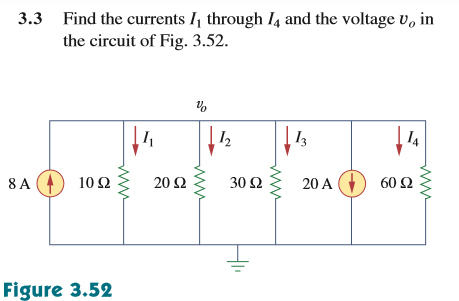 3.3 Find the currents I₁ through I₄ and the voltage vₒ in
the circuit of Fig. 3.52.
vₒ
I₁ I₂ I₃ I₄
8 A 10 Ω 20 Ω 30 Ω 20 A 60 Ω
Figure 3.52